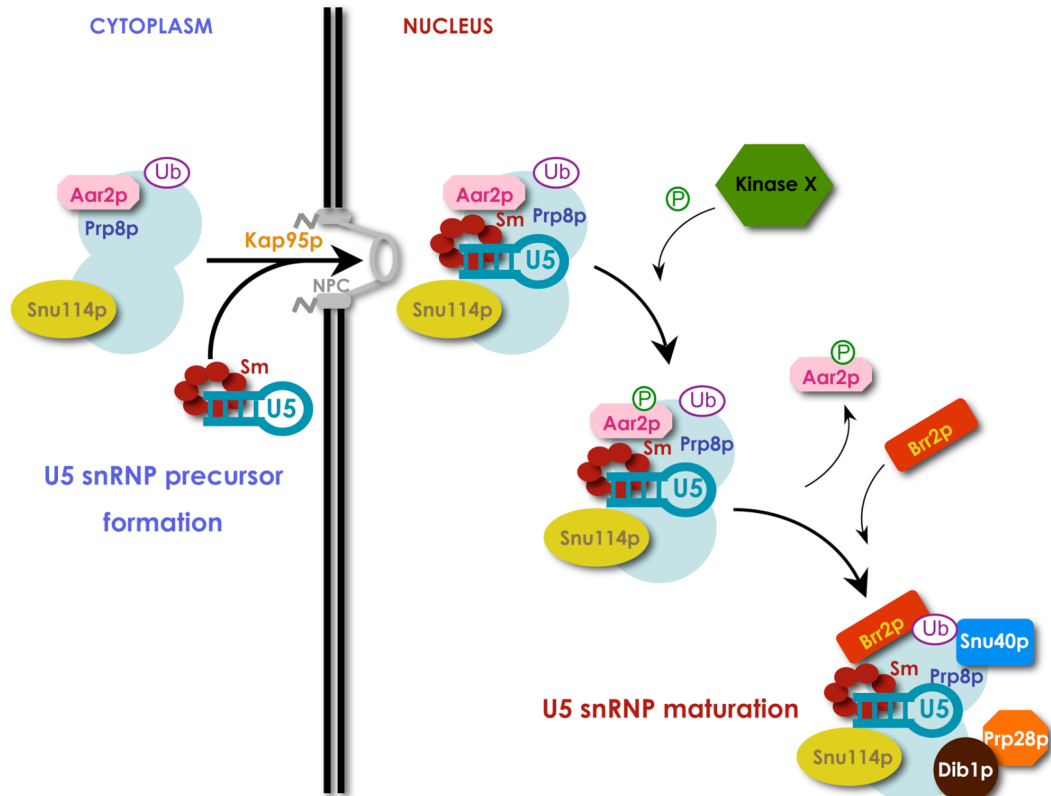 CYTOPLASM
NUCLEUS
Ub
Aar2p
Prp8p
Snu114p
Kap95p
NPC
Sm
U5
U5 snRNP precursor
formation
Ub
Aar2p
Sm
Prp8p
U5
Snu114p
P
Kinase X
P
Ub
Aar2p
Sm
Prp8p
U5
Snu114p
P
Aar2p
Brr2p
Brr2p
Ub
Snu40p
Sm
Prp8p
U5
Snu114p
Prp28p
Dib1p
U5 snRNP maturation